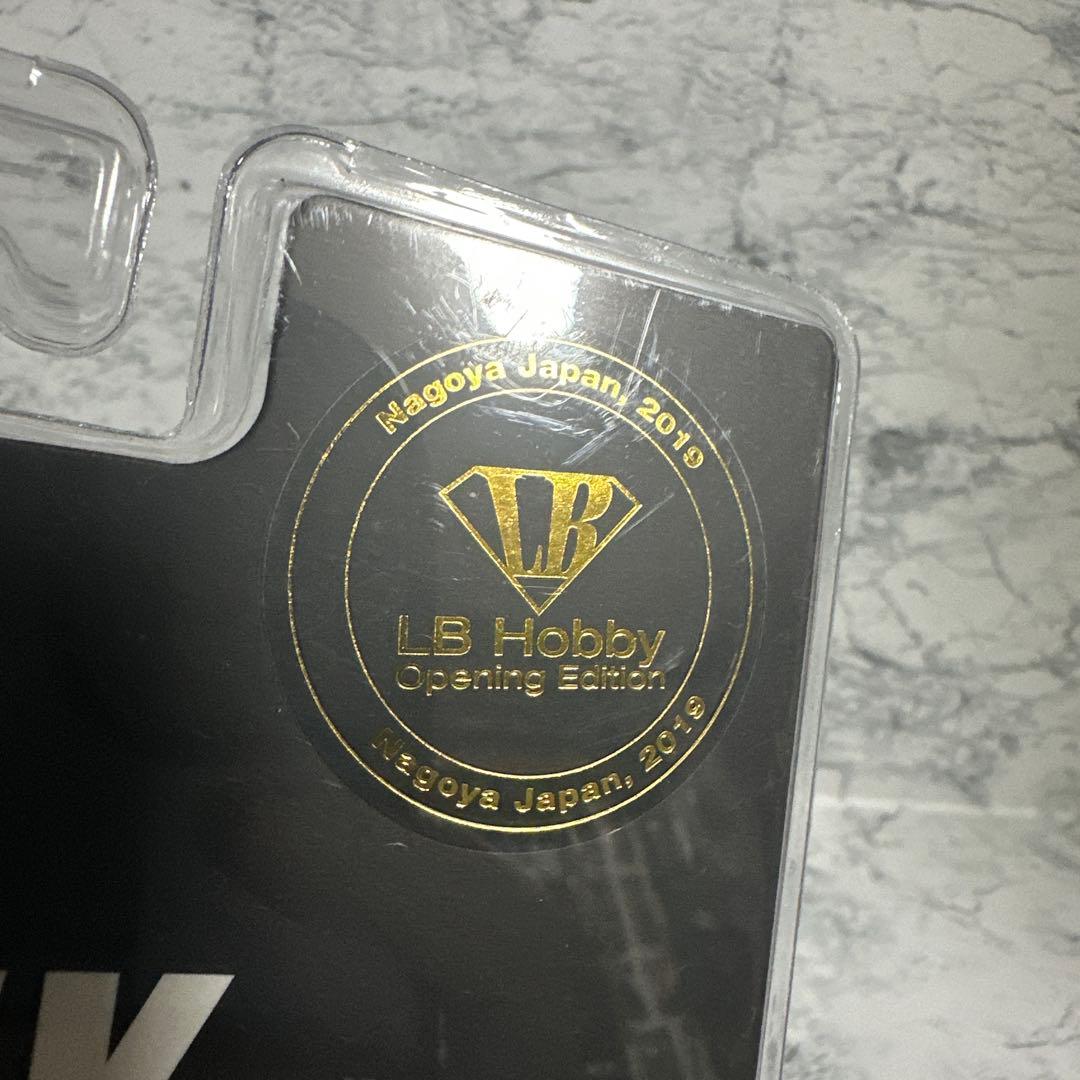 Nagoya Japan, 2019
LB
LB Hobby
Opening Edition
Nagoya Japan, 2019